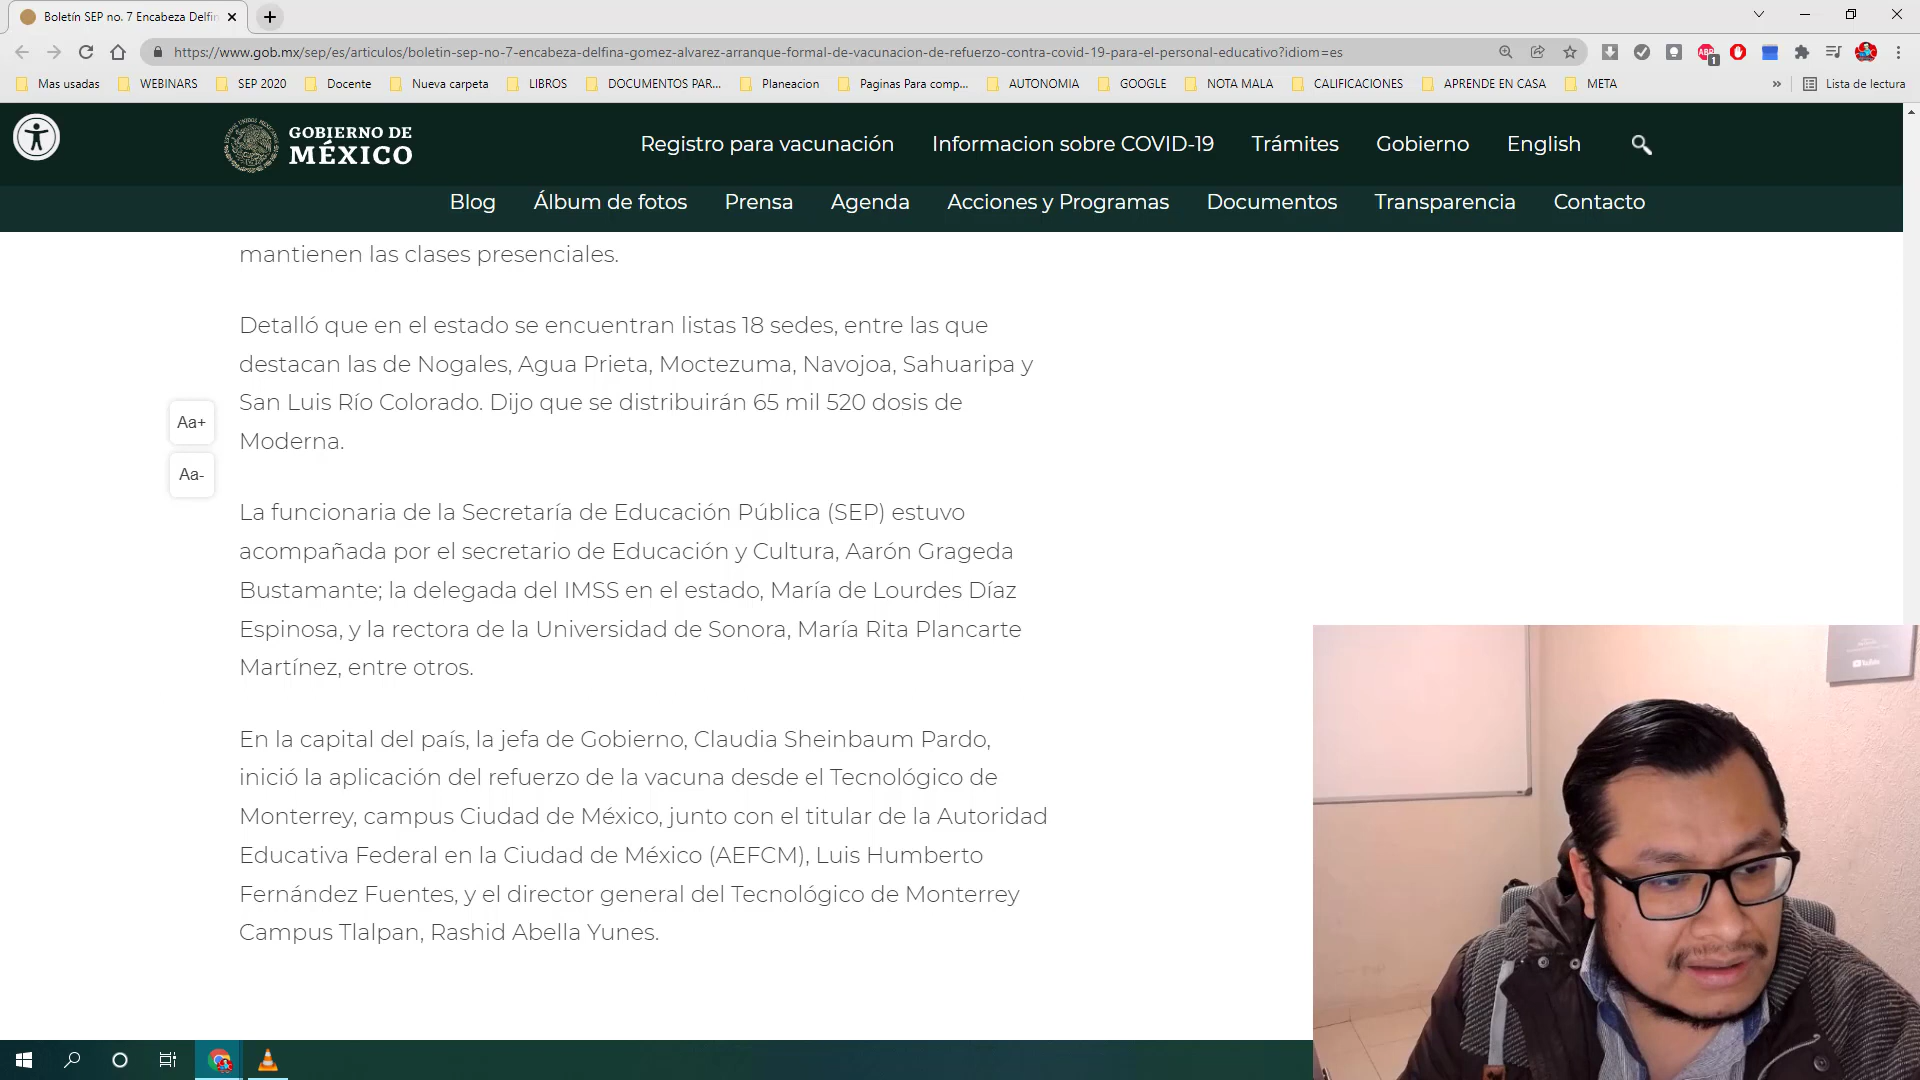 Boletín SEP no. 7 Encabeza Delfin
https://www.gob.mx/sep/es/articulos/boletin-sep-no-7-encabeza-delfina-gomez-alvarez-arranque-formal-de-vacunacion-de-refuerzo-contra-covid-19-para-el-personal-educativo?idiom=es
ABP
1
Mas usadas
WEBINARS
SEP 2020
Docente
Nueva carpeta
LIBROS
DOCUMENTOS PAR...
Planeacion
Paginas Para comp...
AUTONOMIA
GOOGLE
NOTA MALA
CALIFICACIONES
APRENDE EN CASA
META
»
Lista de lectura
GOBIERNO DE
MÉXICO
Registro para vacunación
Informacion sobre COVID-19
Trámites
Gobierno
English
Blog
Álbum de fotos
Prensa
Agenda
Acciones y Programas
Documentos
Transparencia
Contacto
mantienen las clases presenciales.
Detalló que en el estado se encuentran listas 18 sedes, entre las que
destacan las de Nogales, Agua Prieta, Moctezuma, Navojoa, Sahuaripa y
San Luis Río Colorado. Dijo que se distribuirán 65 mil 520 dosis de
Moderna.
Aa+
Aa-
La funcionaria de la Secretaría de Educación Pública (SEP) estuvo
acompañada por el secretario de Educación y Cultura, Aarón Grageda
Bustamante; la delegada del IMSS en el estado, María de Lourdes Díaz
Espinosa, y la rectora de la Universidad de Sonora, María Rita Plancarte
Martínez, entre otros.
En la capital del país, la jefa de Gobierno, Claudia Sheinbaum Pardo,
inició la aplicación del refuerzo de la vacuna desde el Tecnológico de
Monterrey, campus Ciudad de México, junto con el titular de la Autoridad
Educativa Federal en la Ciudad de México (AEFCM), Luis Humberto
Fernández Fuentes, y el director general del Tecnológico de Monterrey
Campus Tlalpan, Rashid Abella Yunes.
YouTube